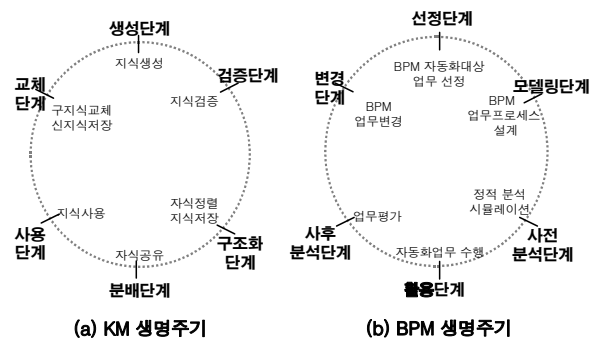 생성단계
지식생성
검증단계
지식검증
교체
단계
구지식교체
신지식저장
지식정렬
지식저장
지식사용
사용
단계
구조화
단계
지식공유
분배단계
(a) KM 생명주기
선정단계
BPM 자동화대상
업무 선정
변경
단계
BPM
업무변경
모델링단계
BPM
업무프로세스
설계
정적 분석
시뮬레이션
업무평가
사후
분석단계
사전
분석단계
자동화업무 수행
활용단계
(b) BPM 생명주기